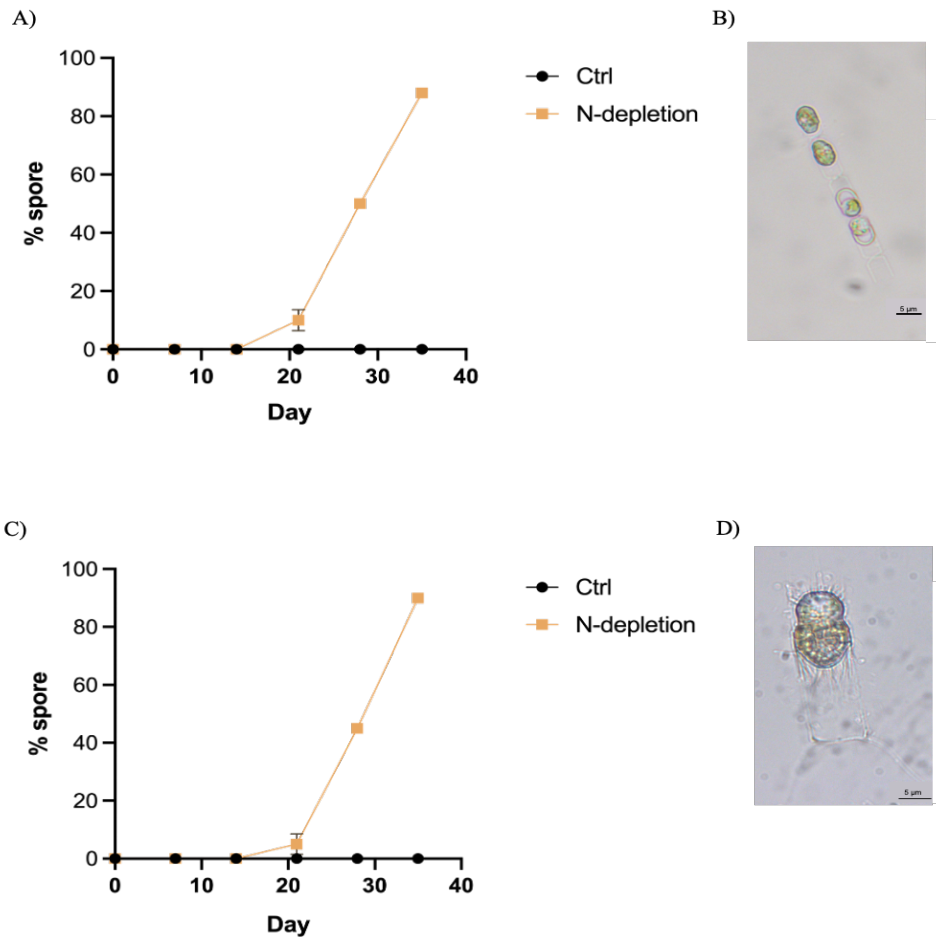 A)
B)
100
80
60
40
20
0
% spore
0 10 20 30 40
Day
Ctrl
N-depletion
5 µm
C)
D)
100
80
60
40
20
0
% spore
0 10 20 30 40
Day
Ctrl
N-depletion
5 µm